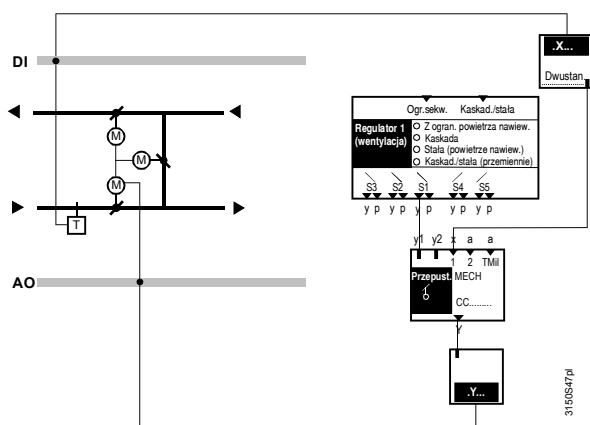 .X...
DI
Dwustan.
Ogr.sekw. Kaskad./stała
Regulator 1
(wentylacja)
Z ogran. powietrza nawiew.
Kaskada
Stała (powietrze nawiew.)
Kaskad./stała (przemiennie)
M
M
M
S3 S2 S1 S4 S5
y p y p y p y p y p
T
y1 y2 x a a
1 2 TMil
Przepust. MECH
AO
CC.........
Y
.Y...
3150S47pl